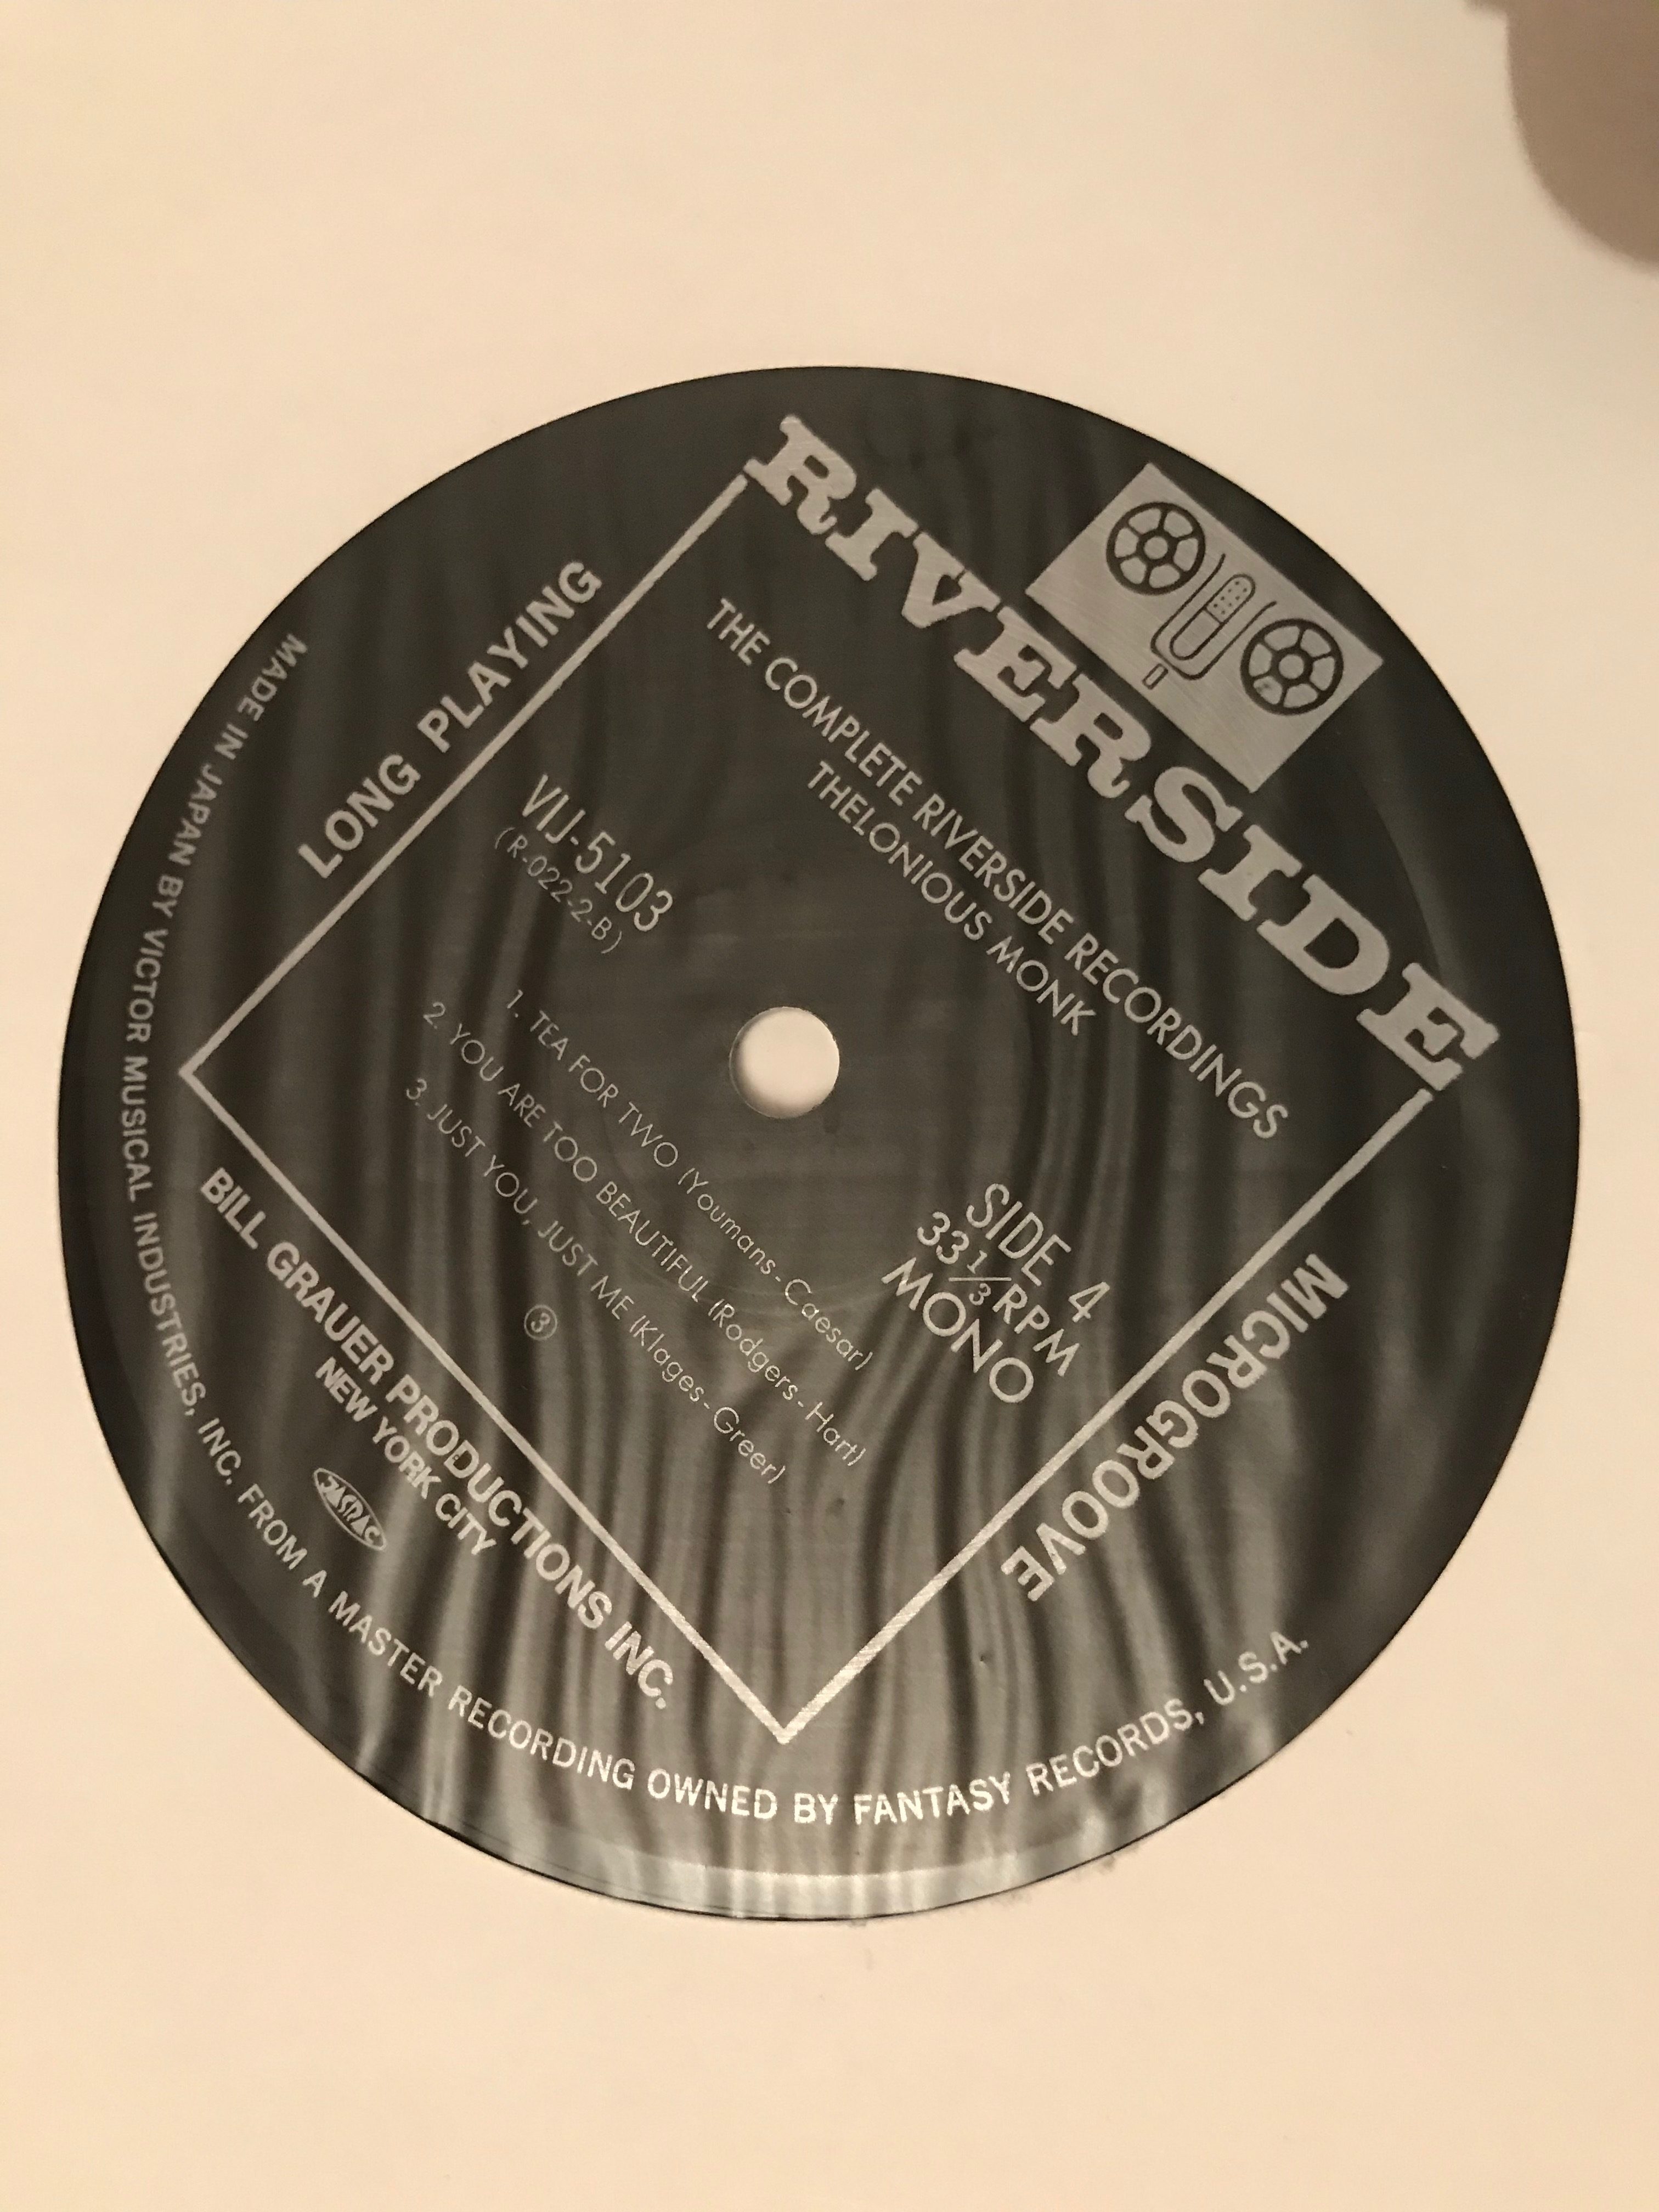 RIVERSIDE
THE COMPLETE RIVERSIDE RECORDINGS
THELONIOUS MONK
LONG PLAYING
MICROGROOVE
VIJ-5103
(R-022-2-B)
SIDE 4
33 1/3 RPM
MONO
1. TEA FOR TWO (Youmans-Caesar)
2. YOU ARE TOO BEAUTIFUL (Rodgers-Hart)
3. JUST YOU, JUST ME (Klages-Greer)
③
BILL GRAUER PRODUCTIONS INC.
NEW YORK CITY
JASRAC
MADE IN JAPAN BY VICTOR MUSICAL INDUSTRIES, INC. FROM A MASTER RECORDING OWNED BY FANTASY RECORDS, U.S.A.